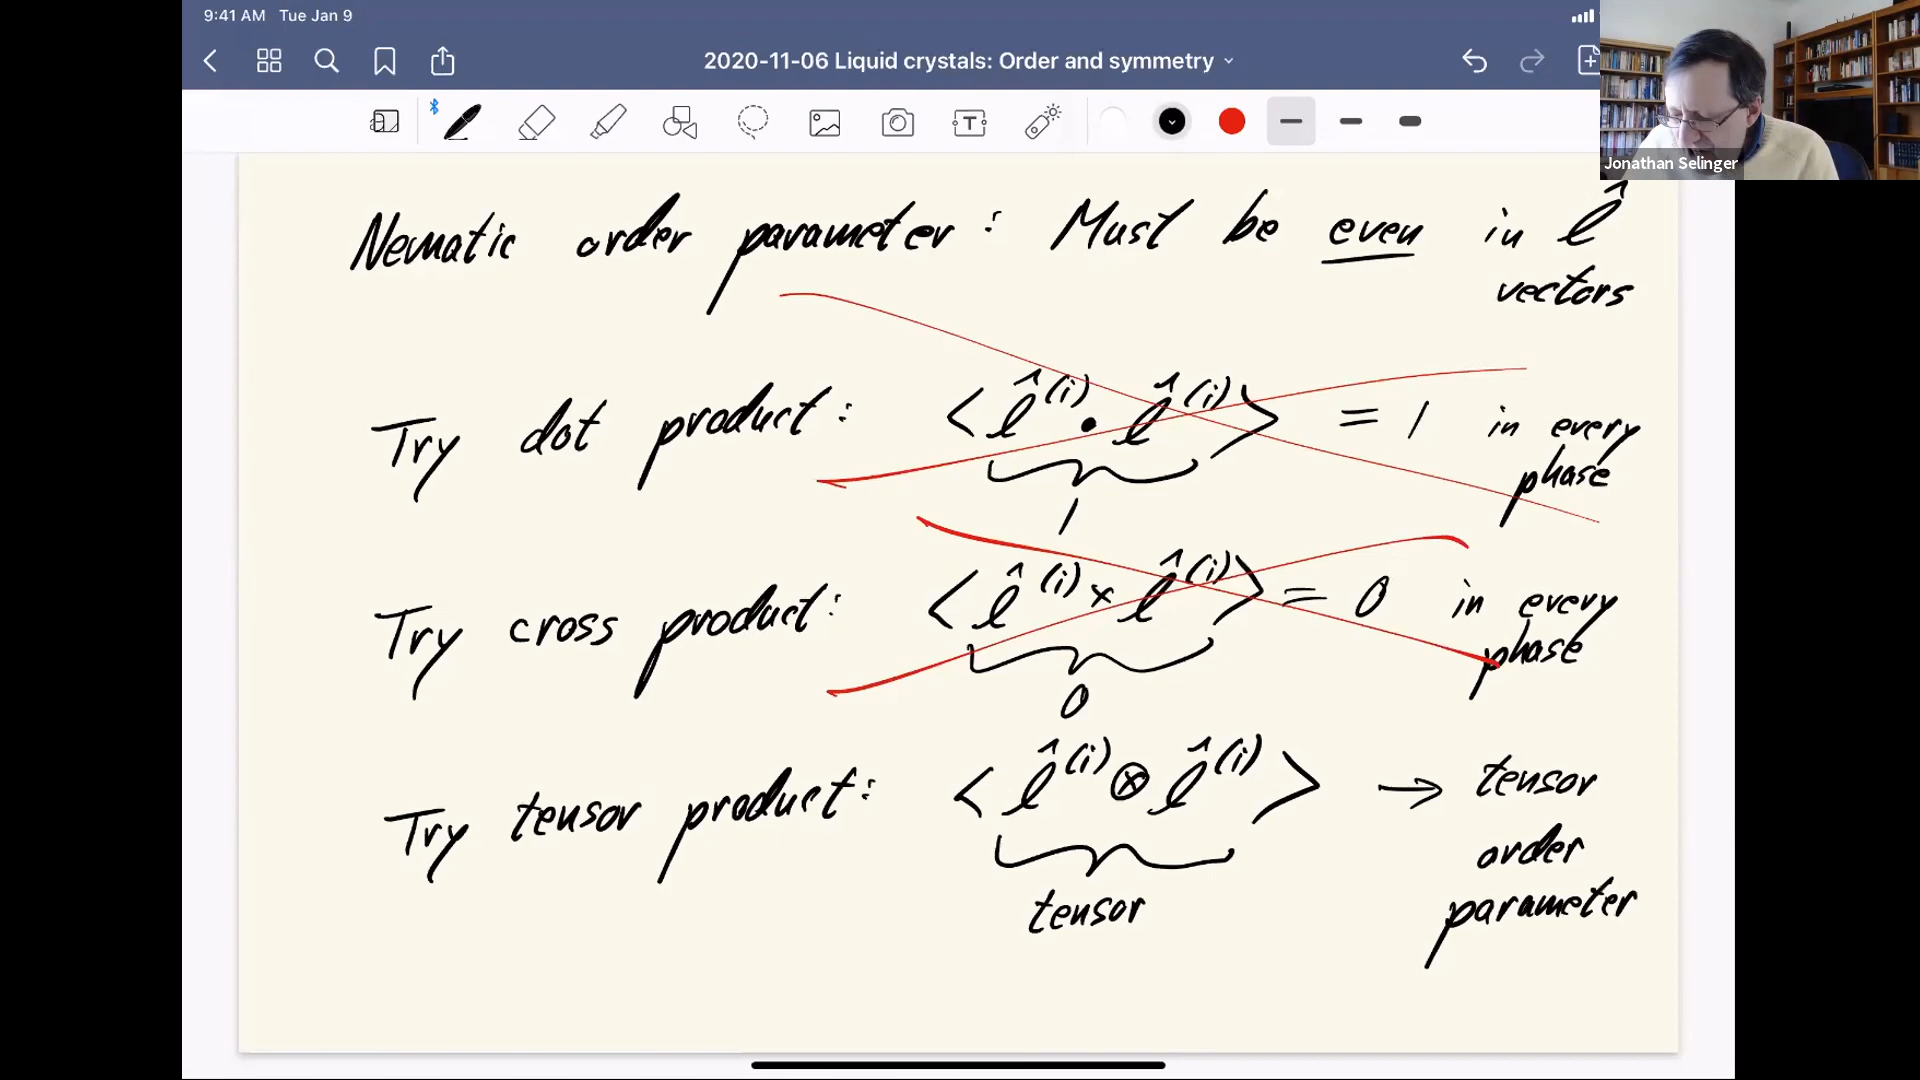 9:41 AM Tue Jan 9
2020-11-06 Liquid crystals: Order and symmetry
Jonathan Selinger
Nematic order parameter: Must be even in ℓ̂
vectors
Try dot product: <ℓ̂⁽ⁱ⁾ • ℓ̂⁽ⁱ⁾> = 1 in every
phase
1
Try cross product: <ℓ̂⁽ⁱ⁾ × ℓ̂⁽ⁱ⁾> = 0 in every
phase
0
Try tensor product: <ℓ̂⁽ⁱ⁾ ⊗ ℓ̂⁽ⁱ⁾> → tensor
order
parameter
tensor